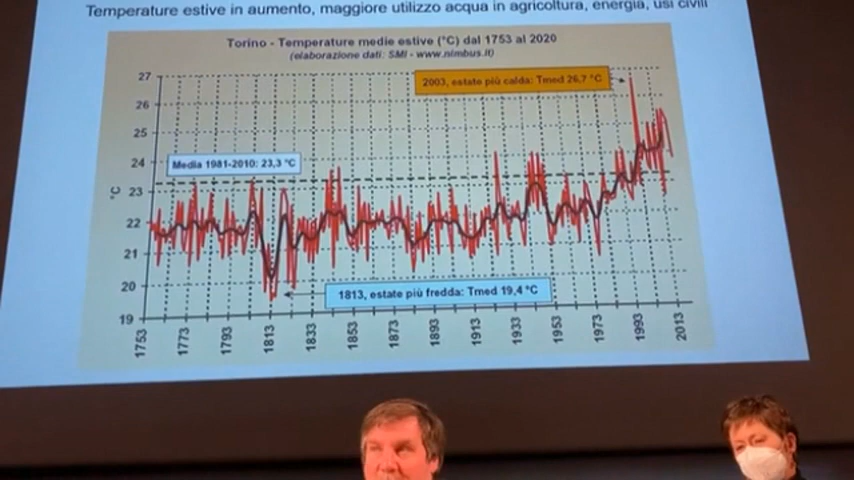 Temperature estive in aumento, maggiore utilizzo acqua in agricoltura, energia, usi civili
Torino - Temperature medie estive (°C) dal 1753 al 2020
(elaborazione dati: SMI - www.nimbus.it)
27
2003, estate più calda: Tmed 26,7 °C
26
25
24
Media 1981-2010: 23,3 °C
°C
23
22
21
20
1813, estate più fredda: Tmed 19,4 °C
19
1753 1773 1793 1813 1833 1853 1873 1893 1913 1933 1953 1973 1993 2013